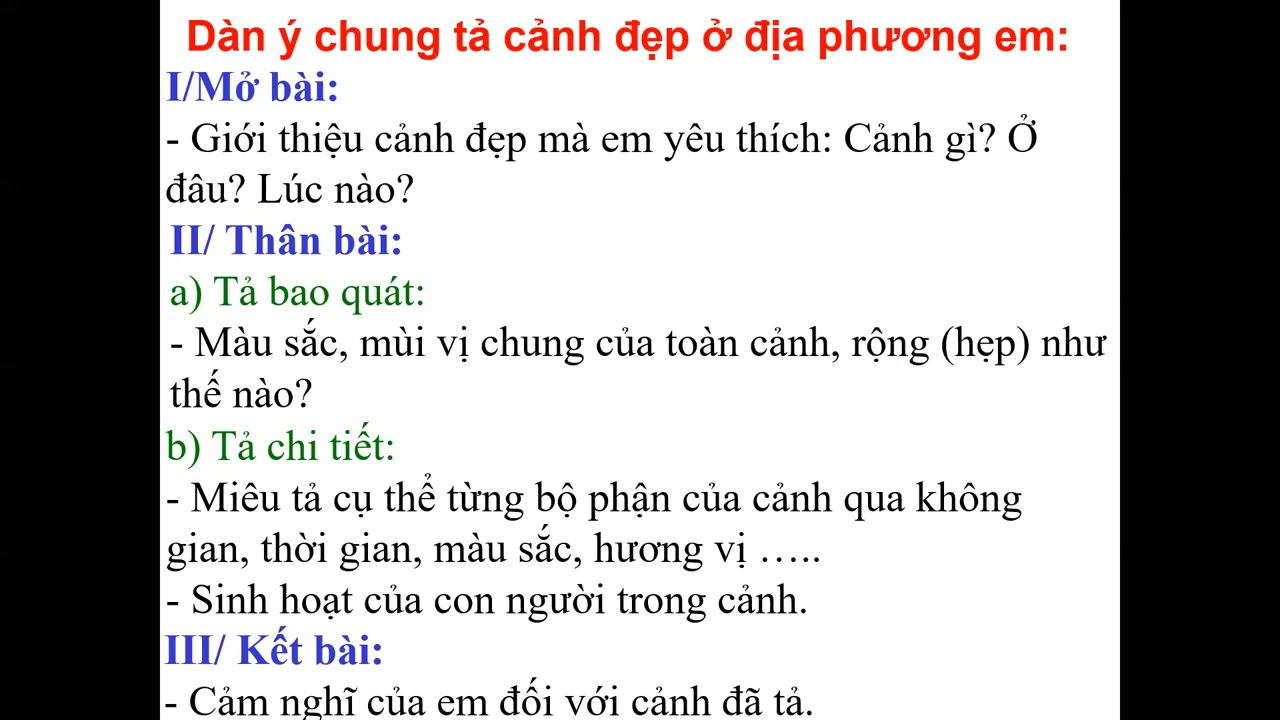 Dàn ý chung tả cảnh đẹp ở địa phương em:
I/Mở bài:
- Giới thiệu cảnh đẹp mà em yêu thích: Cảnh gì? Ở
đâu? Lúc nào?
II/ Thân bài:
a) Tả bao quát:
- Màu sắc, mùi vị chung của toàn cảnh, rộng (hẹp) như
thế nào?
b) Tả chi tiết:
- Miêu tả cụ thể từng bộ phận của cảnh qua không
gian, thời gian, màu sắc, hương vị …..
- Sinh hoạt của con người trong cảnh.
III/ Kết bài:
- Cảm nghĩ của em đối với cảnh đã tả.